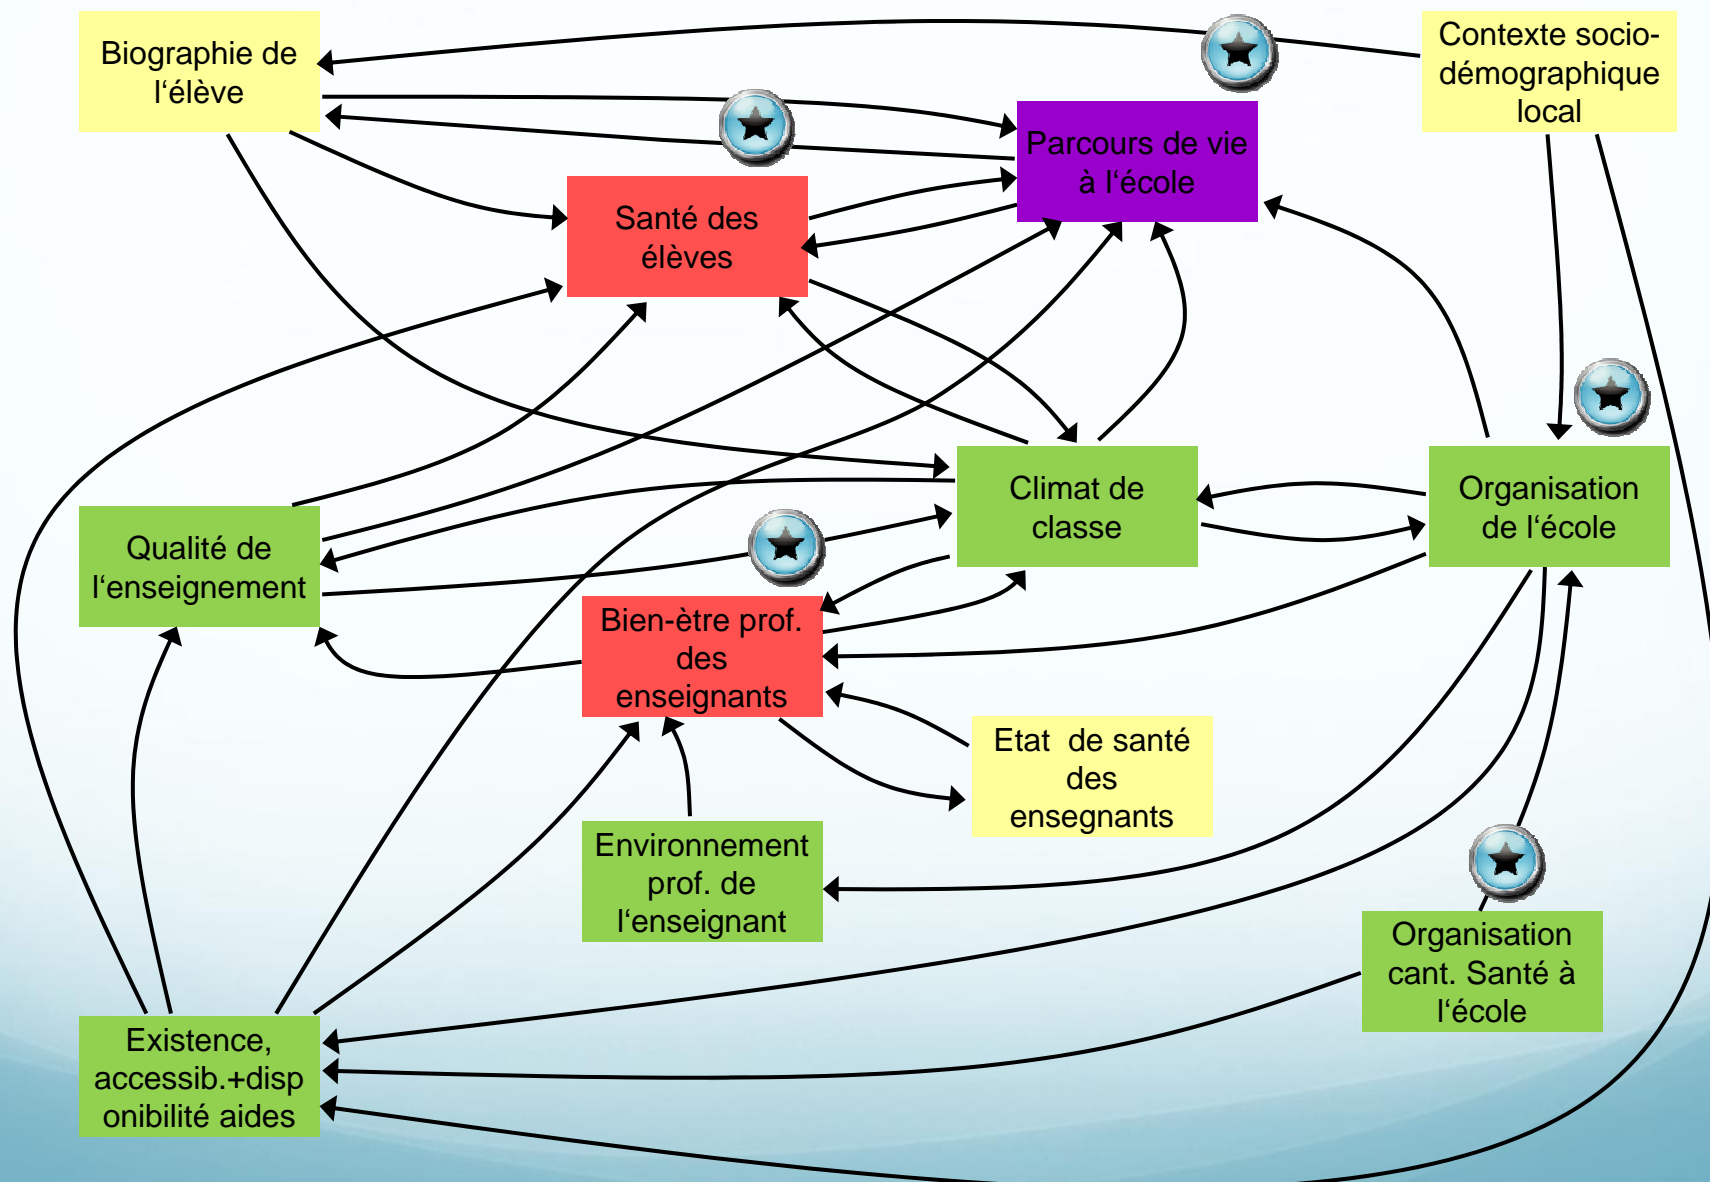 Biographie de
l‘élève
Contexte socio-
démographique
local
Parcours de vie
à l‘école
Santé des
élèves
Climat de
classe
Organisation
de l‘école
Qualité de
l‘enseignement
Bien-ètre prof.
des
enseignants
Etat de santé
des
ensegnants
Environnement
prof. de
l‘enseignant
Organisation
cant. Santé à
l‘école
Existence,
accessib.+disp
onibilité aides